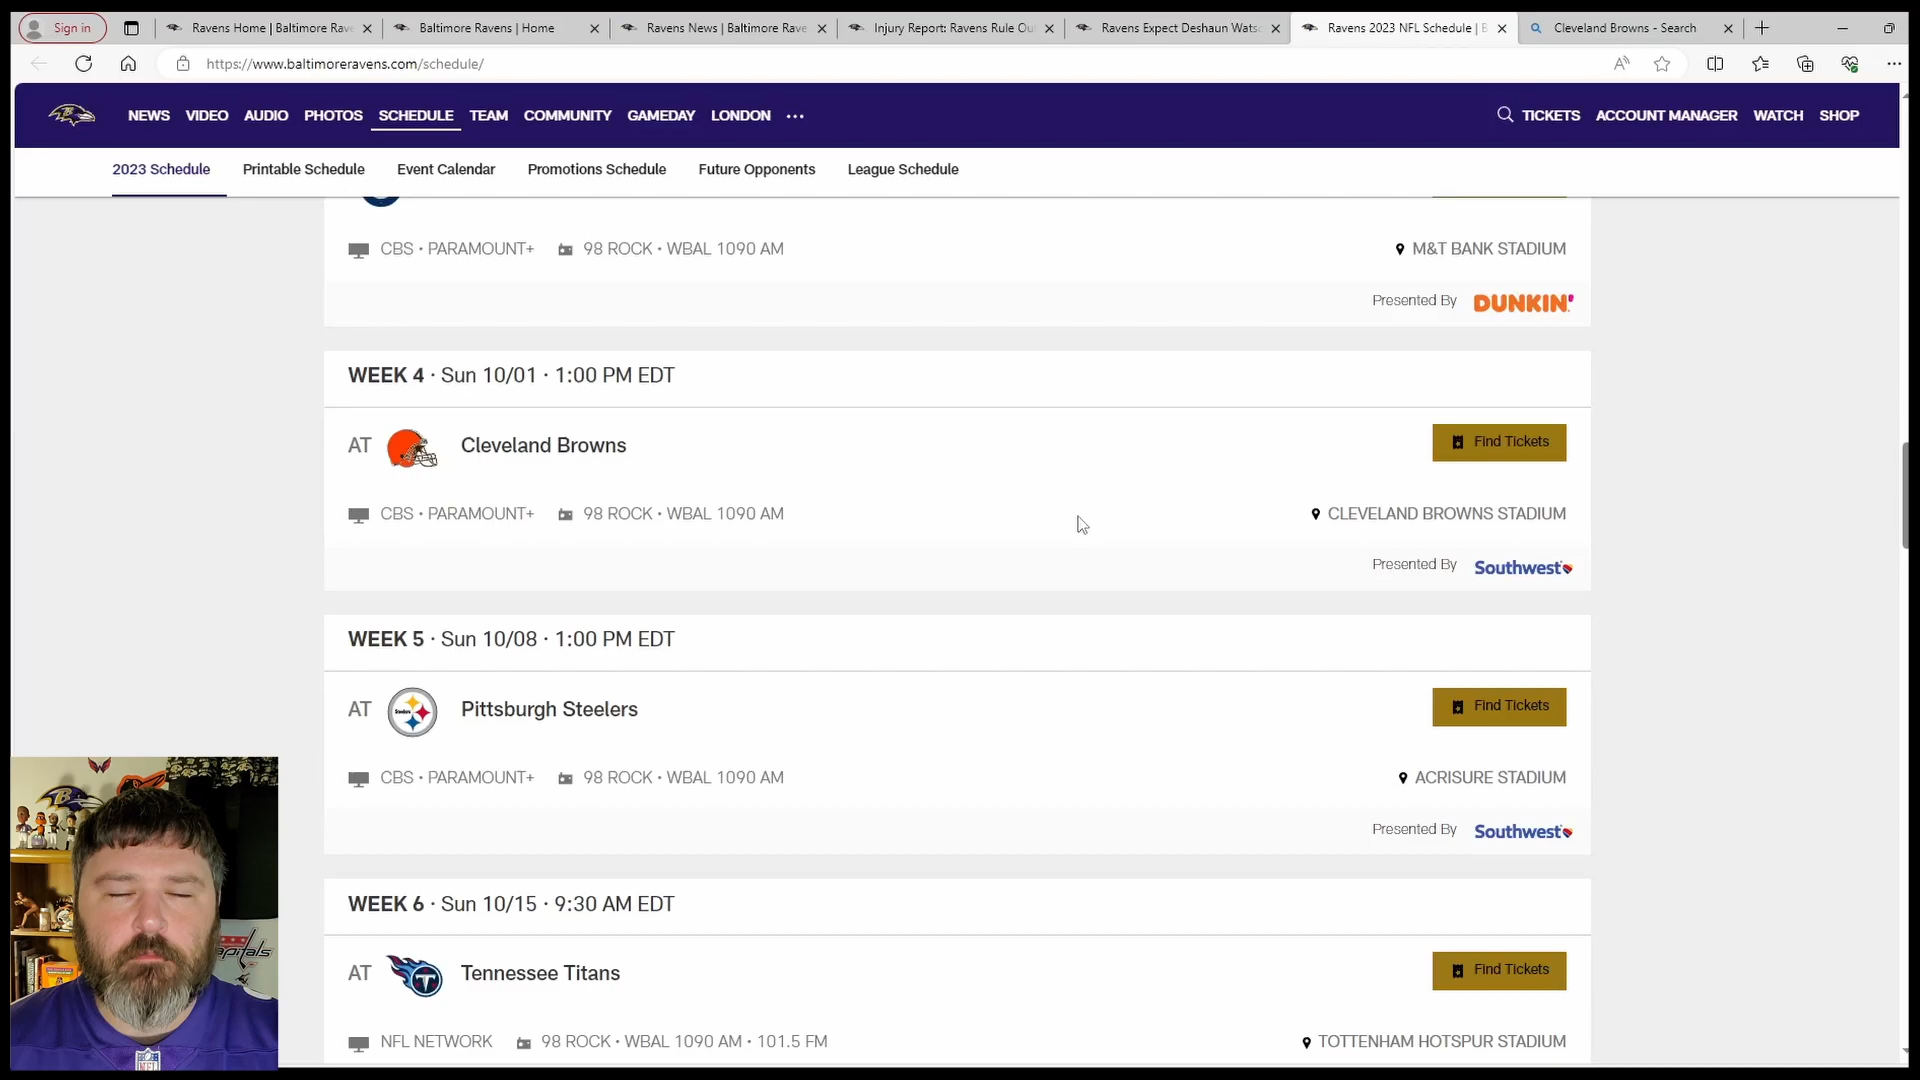 Sign in
Ravens Home | Baltimore Rave
Baltimore Ravens | Home
Ravens News | Baltimore Rave
Injury Report: Ravens Rule Out
Ravens Expect Deshaun Watso
Ravens 2023 NFL Schedule | B
Cleveland Browns - Search
https://www.baltimoreravens.com/schedule/
NEWS VIDEO AUDIO PHOTOS SCHEDULE TEAM COMMUNITY GAMEDAY LONDON ••• TICKETS ACCOUNT MANAGER WATCH SHOP
2023 Schedule Printable Schedule Event Calendar Promotions Schedule Future Opponents League Schedule
CBS • PARAMOUNT+ 98 ROCK • WBAL 1090 AM M&T BANK STADIUM
Presented By DUNKIN'
WEEK 4 · Sun 10/01 · 1:00 PM EDT
AT Cleveland Browns Find Tickets
CBS • PARAMOUNT+ 98 ROCK • WBAL 1090 AM CLEVELAND BROWNS STADIUM
Presented By Southwest
WEEK 5 · Sun 10/08 · 1:00 PM EDT
AT Steelers Pittsburgh Steelers Find Tickets
CBS • PARAMOUNT+ 98 ROCK • WBAL 1090 AM ACRISURE STADIUM
Presented By Southwest
WEEK 6 · Sun 10/15 · 9:30 AM EDT
AT T Tennessee Titans Find Tickets
NFL NETWORK 98 ROCK • WBAL 1090 AM • 101.5 FM TOTTENHAM HOTSPUR STADIUM
capitals
NFL